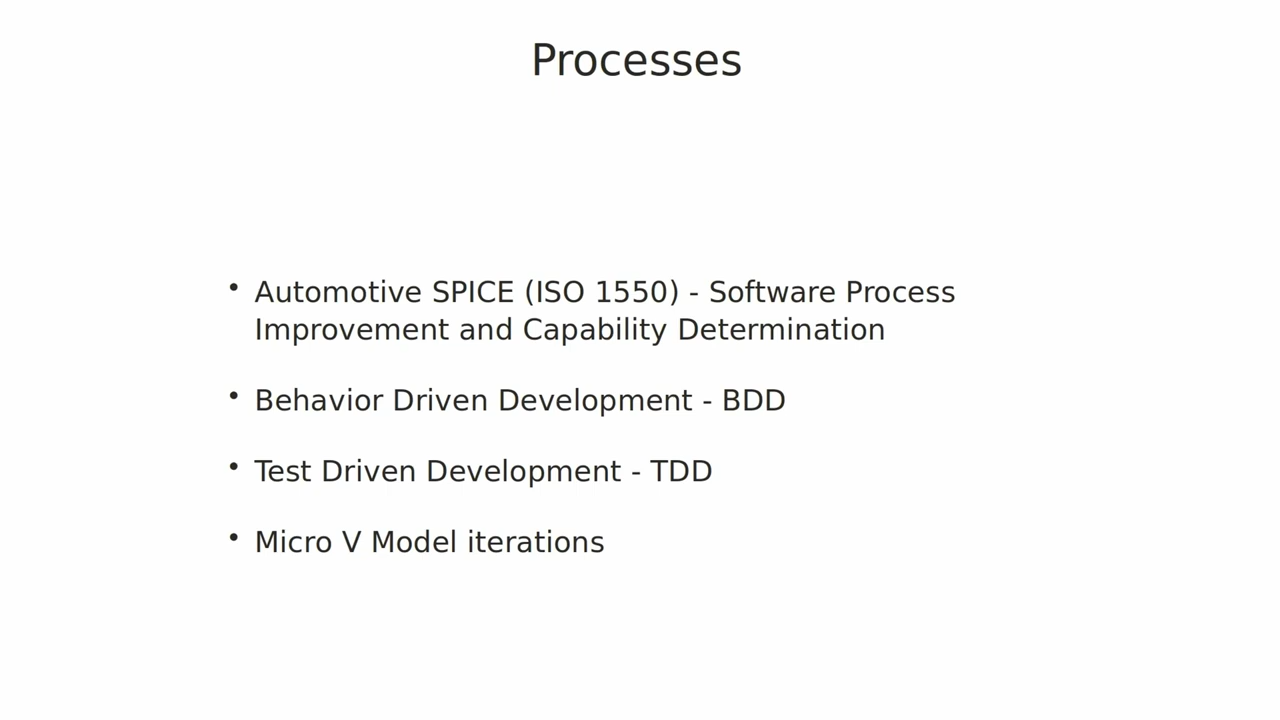 Processes
• Automotive SPICE (ISO 1550) - Software Process
Improvement and Capability Determination
• Behavior Driven Development - BDD
• Test Driven Development - TDD
• Micro V Model iterations